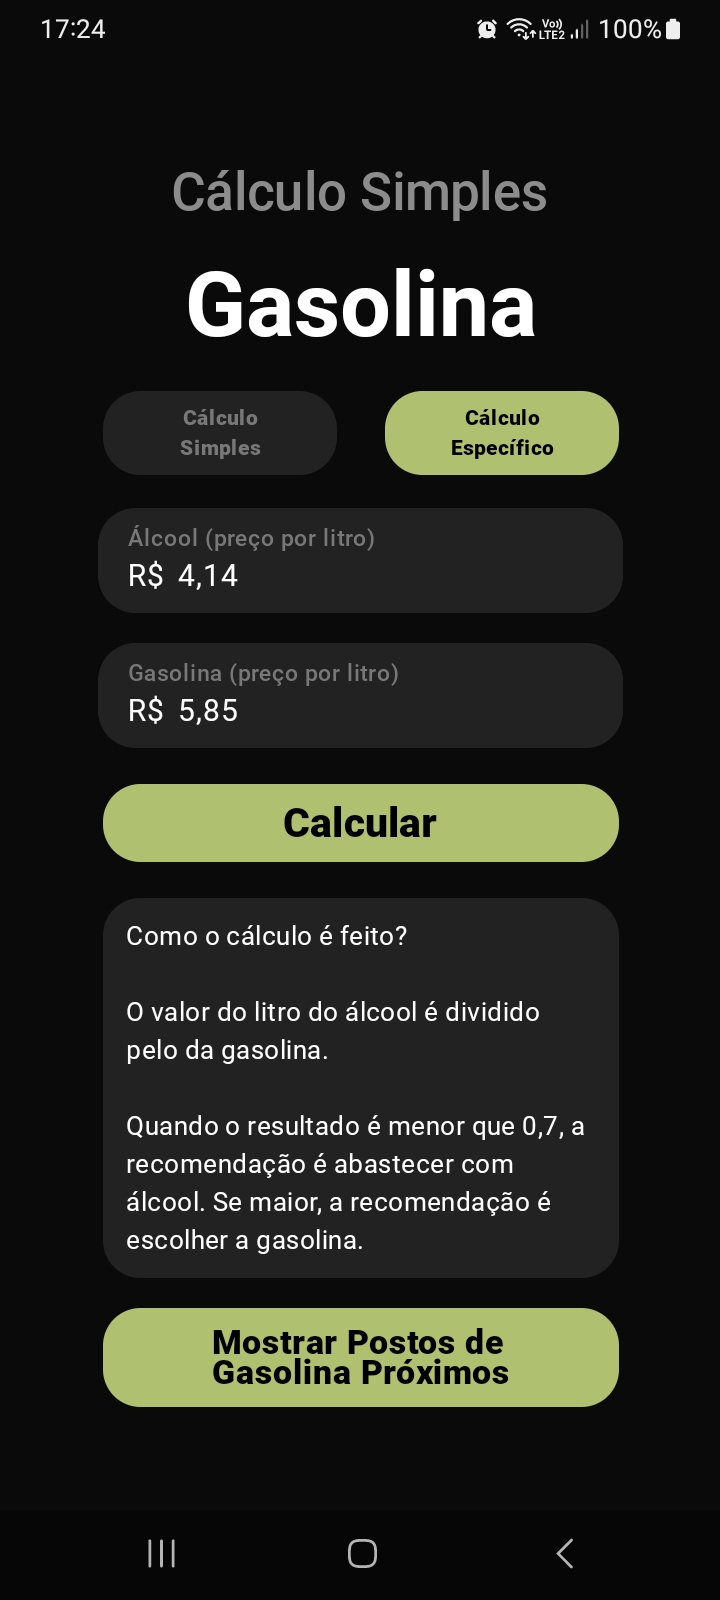 17:24
Vo))
LTE2
100%
Cálculo Simples
Gasolina
Cálculo
Simples
Cálculo
Específico
Álcool (preço por litro)
R$ 4,14
Gasolina (preço por litro)
R$ 5,85
Calcular
Como o cálculo é feito?
O valor do litro do álcool é dividido
pelo da gasolina.
Quando o resultado é menor que 0,7, a
recomendação é abastecer com
álcool. Se maior, a recomendação é
escolher a gasolina.
Mostrar Postos de
Gasolina Próximos